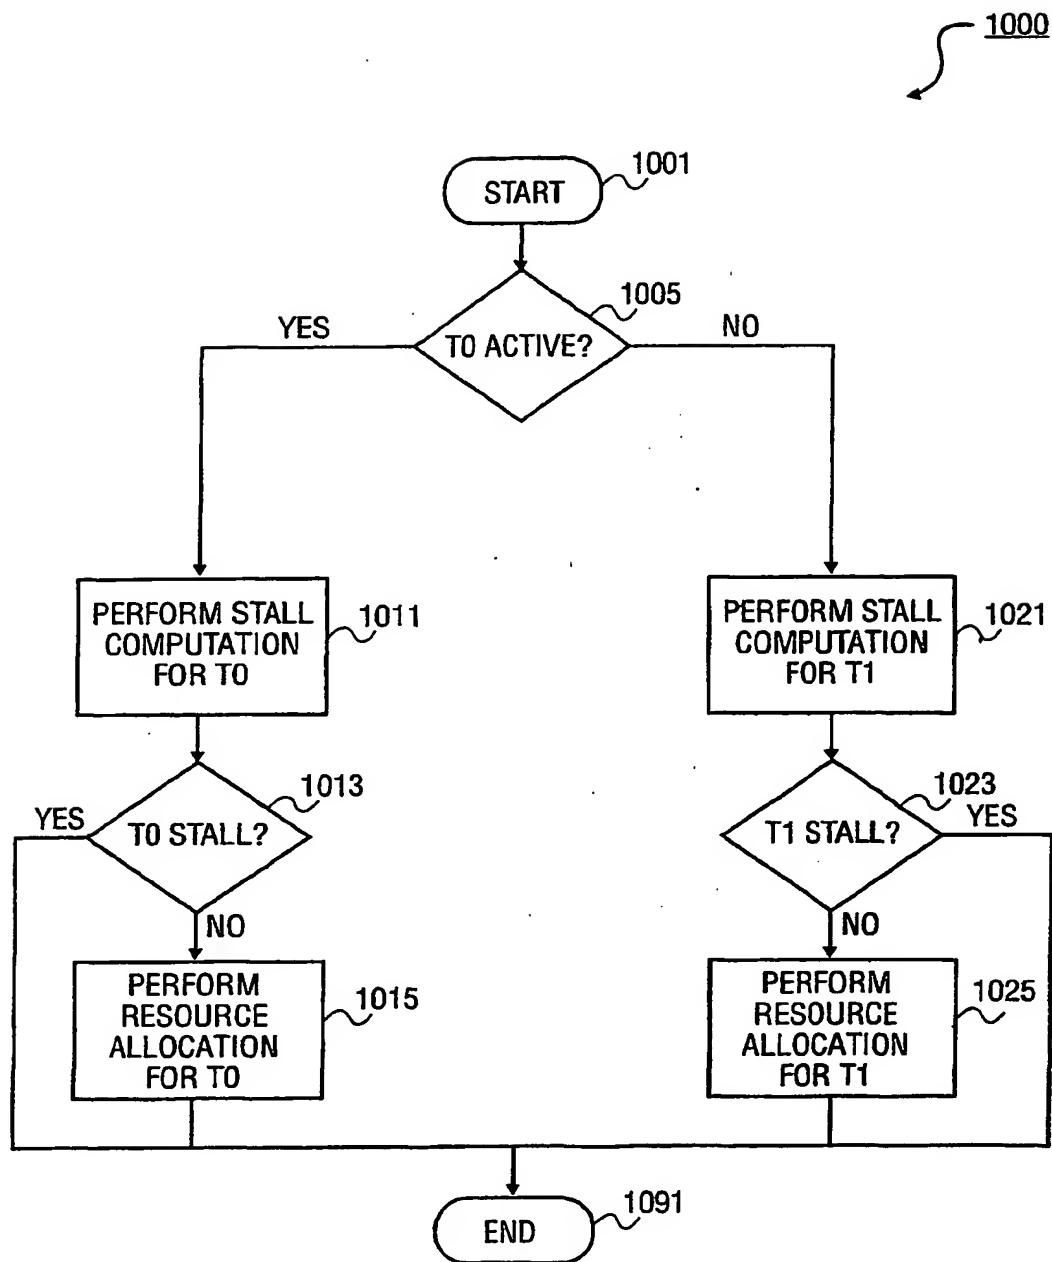 1000
START
1001
T0 ACTIVE?
1005
YES
NO
PERFORM STALL
COMPUTATION
FOR T0
1011
PERFORM STALL
COMPUTATION
FOR T1
1021
T0 STALL?
1013
YES
NO
T1 STALL?
1023
YES
NO
PERFORM
RESOURCE
ALLOCATION
FOR T0
1015
PERFORM
RESOURCE
ALLOCATION
FOR T1
1025
END
1091